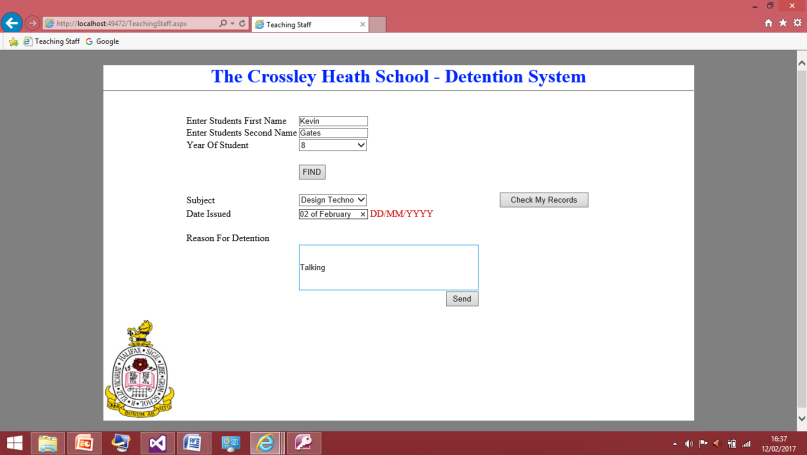 http://localhost:49472/TeachingStaff.aspx
Teaching Staff
Teaching Staff
Google
The Crossley Heath School - Detention System
Enter Students First Name Kevin
Enter Students Second Name Gates
Year Of Student 8
FIND
Subject Design Techno Check My Records
Date Issued 02 of February × DD/MM/YYYY
Reason For Detention
Talking
Send
HALIFAX
16:37
12/02/2017